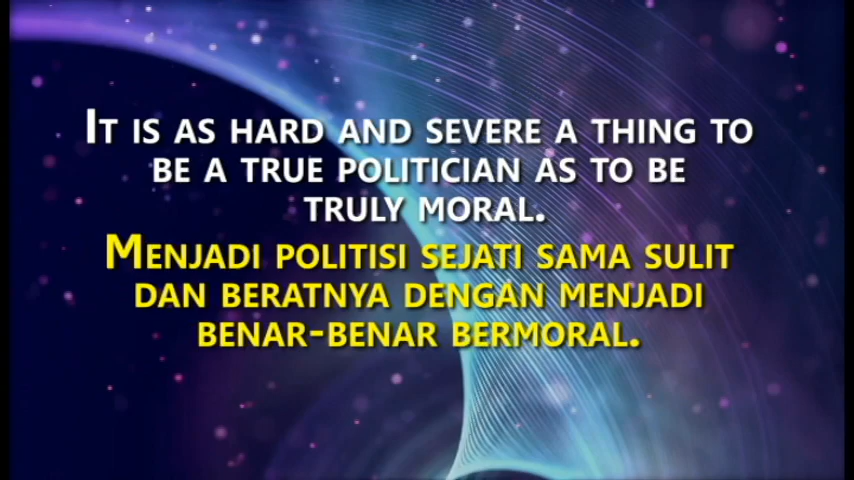 It is as hard and severe a thing to
be a true politician as to be
truly moral.
Menjadi politisi sejati sama sulit
dan beratnya dengan menjadi
benar-benar bermoral.